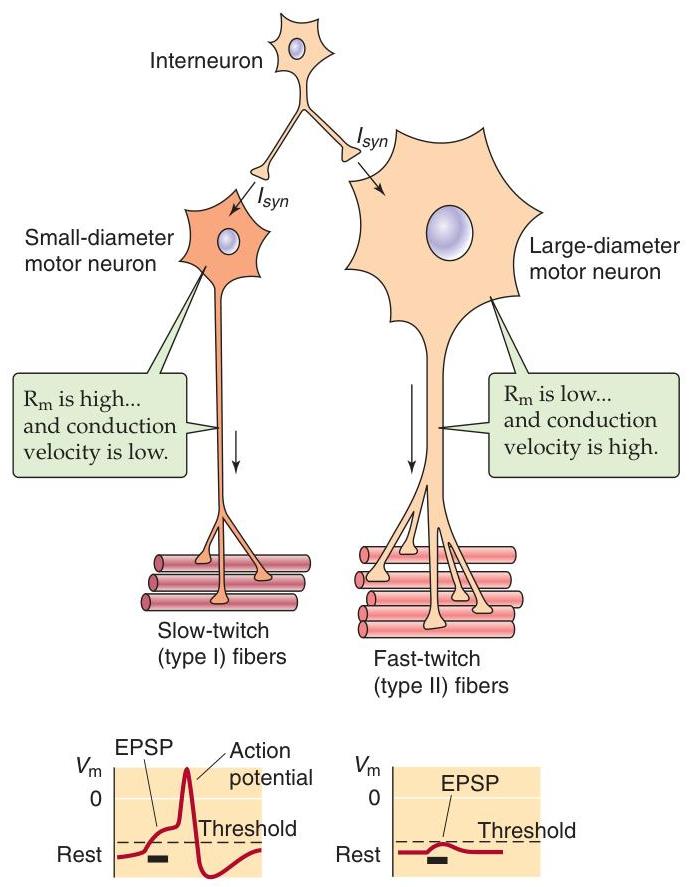 Interneuron
I_syn
I_syn
Small-diameter
motor neuron
Large-diameter
motor neuron
R_m is high...
and conduction
velocity is low.
R_m is low...
and conduction
velocity is high.
Slow-twitch
(type I) fibers
Fast-twitch
(type II) fibers
EPSP
Action
potential
V_m
0
Threshold
Rest
V_m
EPSP
0
Threshold
Rest